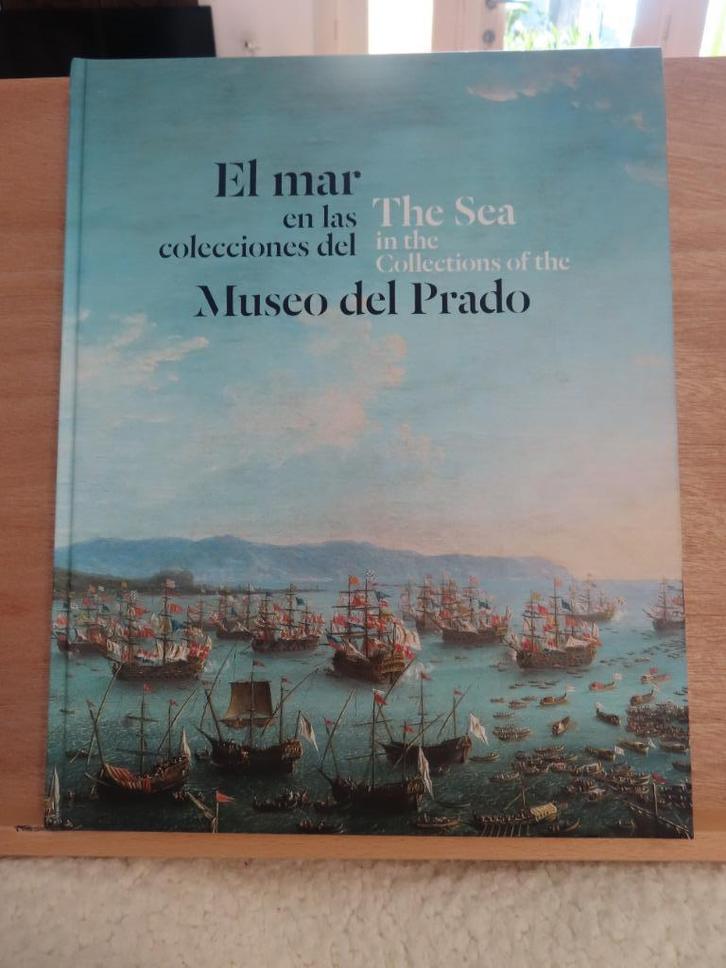 El mar
en las
colecciones del
The Sea
in the
Collections of the
Museo del Prado